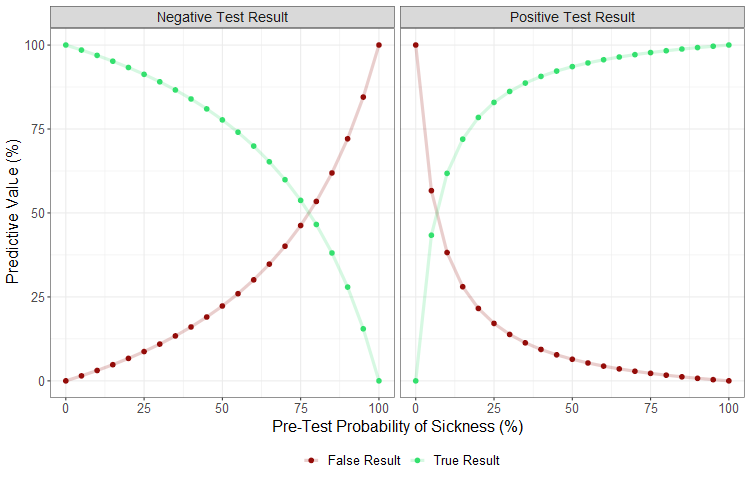 Negative Test Result
Positive Test Result
Predictive Value (%)
100
75
50
25
0
0 25 50 75 100
0 25 50 75 100
Pre-Test Probability of Sickness (%)
False Result
True Result